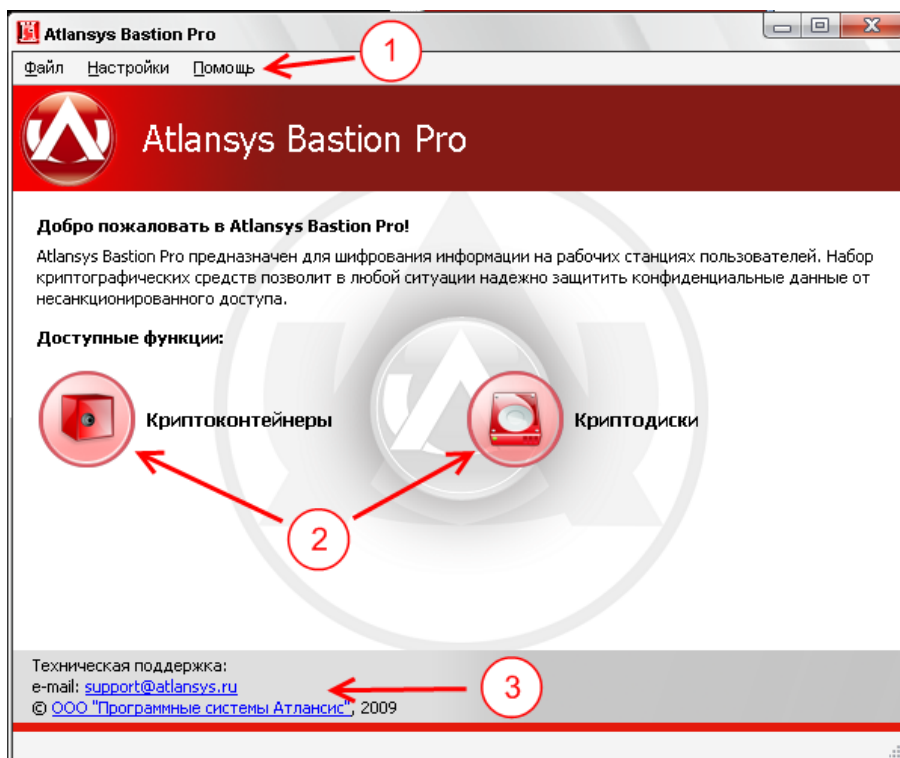 Atlansys Bastion Pro
1
Файл Настройки Помощь
Atlansys Bastion Pro
Добро пожаловать в Atlansys Bastion Pro!
Atlansys Bastion Pro предназначен для шифрования информации на рабочих станциях пользователей. Набор
криптографических средств позволит в любой ситуации надежно защитить конфиденциальные данные от
несанкционированного доступа.
Доступные функции:
Криптоконтейнеры
Криптодиски
2
Техническая поддержка:
e-mail: support@atlansys.ru
3
© ООО "Программные системы Атлансис", 2009